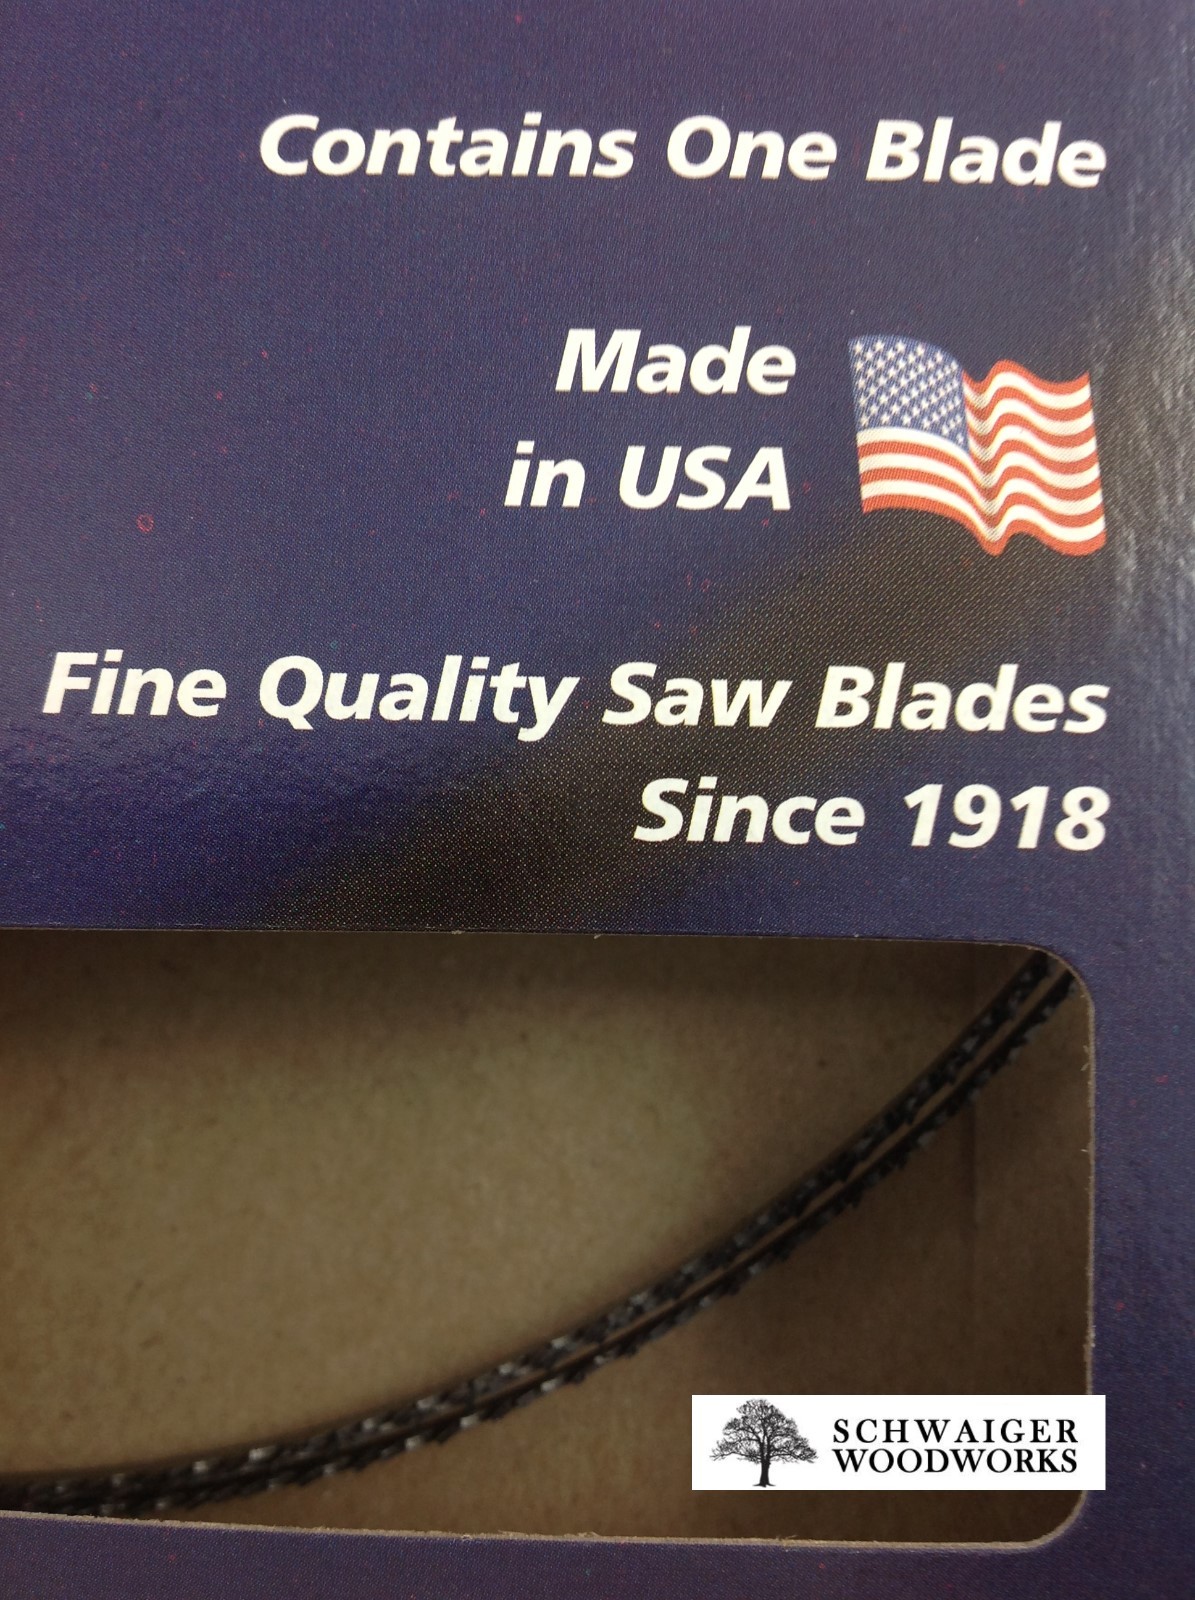 Contains One Blade
Made
in USA
Fine Quality Saw Blades
Since 1918
SCHWAIGER
WOODWORKS